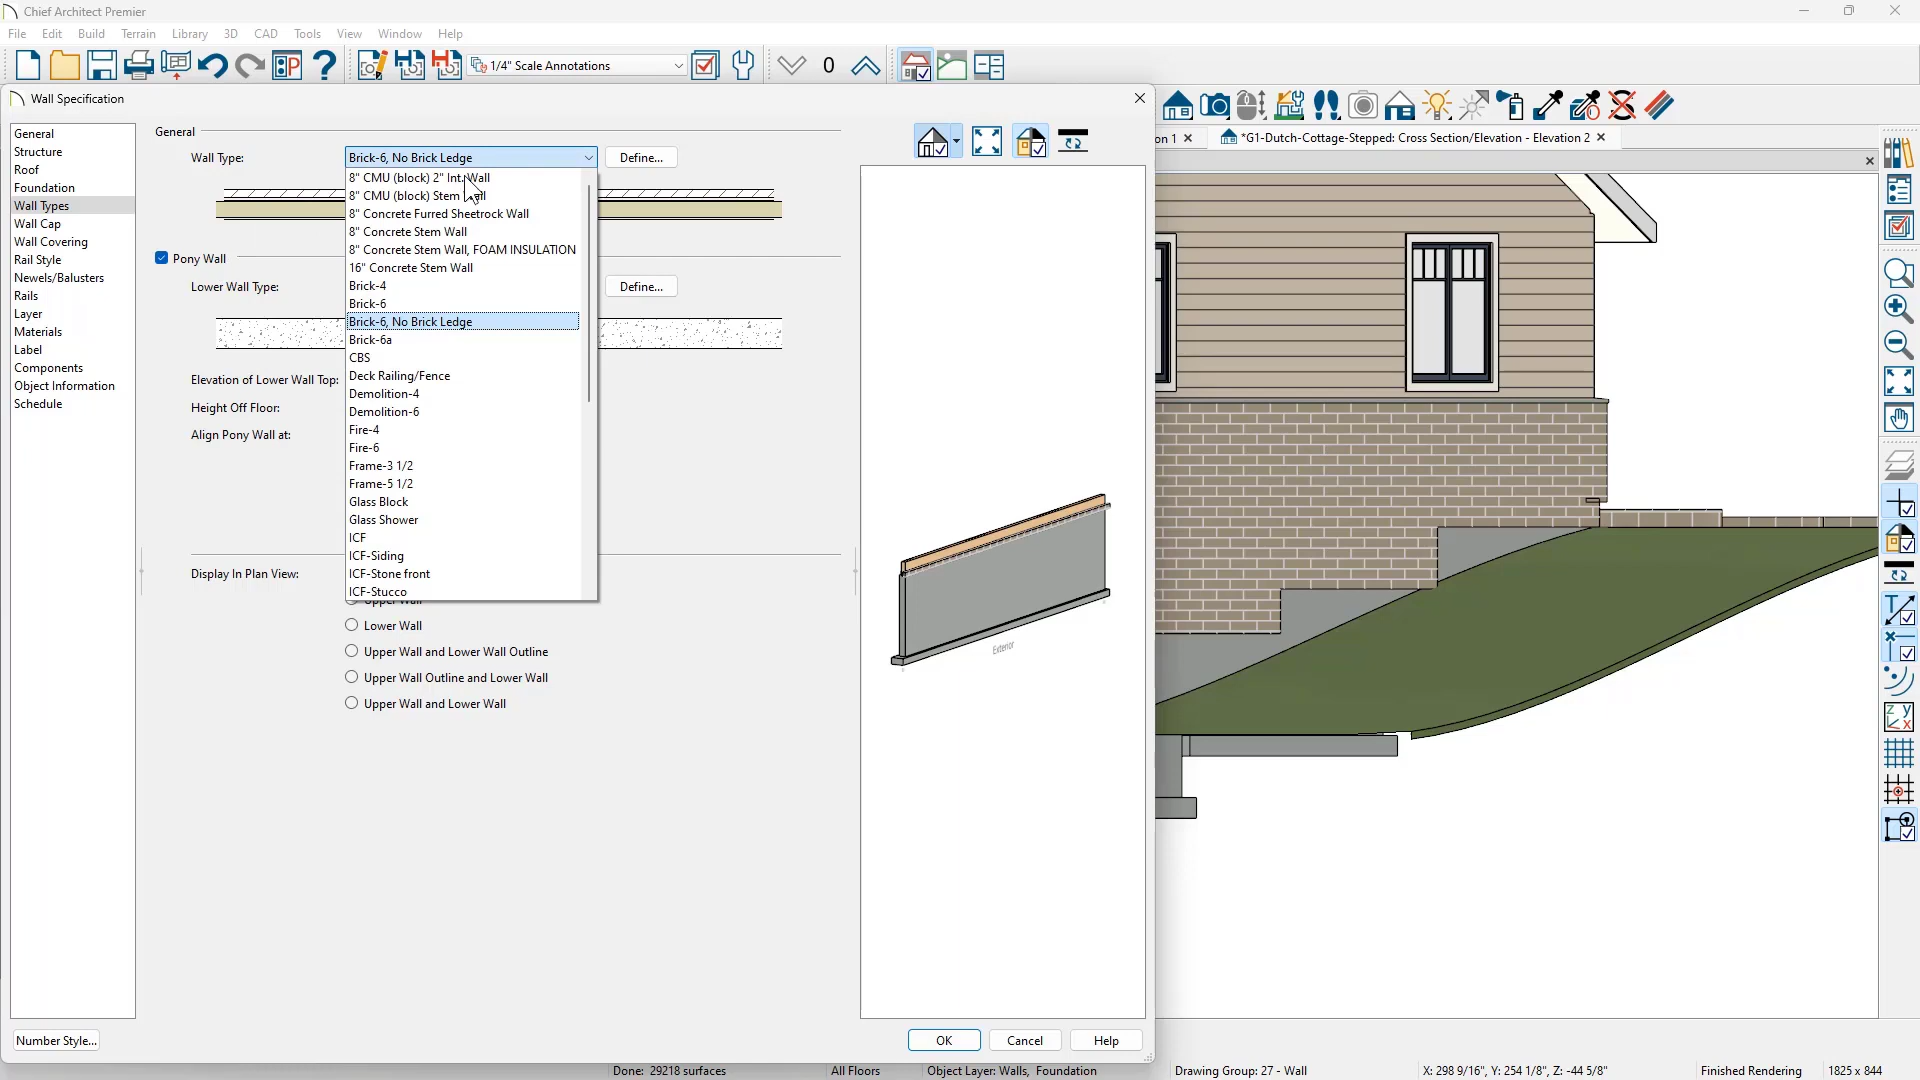 Chief Architect Premier
File Edit Build Terrain Library 3D CAD Tools View Window Help
1/4" Scale Annotations
0
Wall Specification
General
Structure
Roof
Foundation
Wall Types
Wall Cap
Wall Covering
Rail Style
Newels/Balusters
Rails
Layer
Materials
Label
Components
Object Information
Schedule
General
Wall Type:
Brick-6, No Brick Ledge
Define...
8" CMU (block) 2" Int. Wall
8" CMU (block) Stem Wall
8" Concrete Furred Sheetrock Wall
8" Concrete Stem Wall
8" Concrete Stem Wall, FOAM INSULATION
16" Concrete Stem Wall
Brick-4
Brick-6
Brick-6, No Brick Ledge
Brick-6a
CBS
Deck Railing/Fence
Demolition-4
Demolition-6
Fire-4
Fire-6
Frame-3 1/2
Frame-5 1/2
Glass Block
Glass Shower
ICF
ICF-Siding
ICF-Stone front
ICF-Stucco
Pony Wall
Lower Wall Type:
Define...
Elevation of Lower Wall Top:
Height Off Floor:
Align Pony Wall at:
Display In Plan View:
Upper Wall
Lower Wall
Upper Wall and Lower Wall Outline
Upper Wall Outline and Lower Wall
Upper Wall and Lower Wall
Exterior
Number Style...
OK
Cancel
Help
on 1
*G1-Dutch-Cottage-Stepped: Cross Section/Elevation - Elevation 2
Done: 29218 surfaces
All Floors
Object Layer: Walls, Foundation
Drawing Group: 27 - Wall
X: 298 9/16", Y: 254 1/8", Z: -44 5/8"
Finished Rendering
1825 x 844